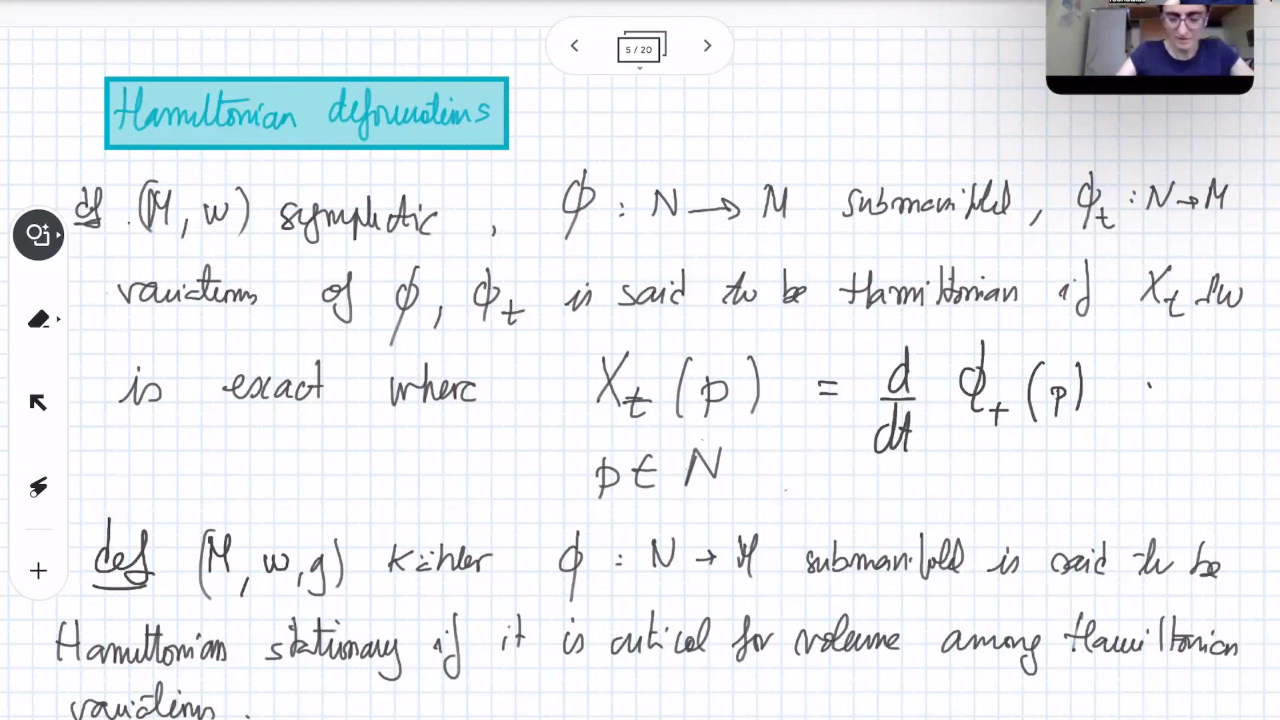 5 / 20
Hamiltonian deformations
def (M, ω) symplectic, ϕ : N → M submanifold, ϕ_t : N → M
variations of ϕ, ϕ_t is said to be Hamiltonian if X_t ⌟ ω
is exact where X_t (p) = d/dt ϕ_t (p)
p ∈ N
def (M, ω, g) Kähler ϕ : N → M submanifold is said to be
Hamiltonian stationary if it is critical for volume among Hamiltonian
variations.